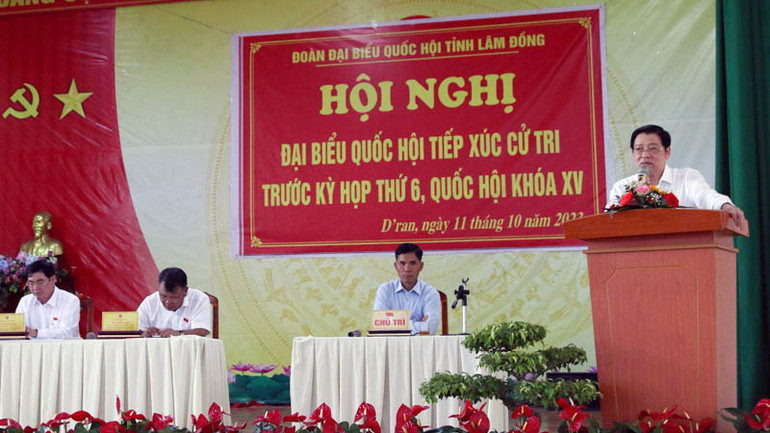 ĐOÀN ĐẠI BIỂU QUỐC HỘI TỈNH LÂM ĐỒNG
HỘI NGHỊ
ĐẠI BIỂU QUỐC HỘI TIẾP XÚC CỬ TRI
TRƯỚC KỲ HỌP THỨ 6, QUỐC HỘI KHÓA XV
D'ran, ngày 11 tháng 10 năm 2023
CHỦ TRÌ